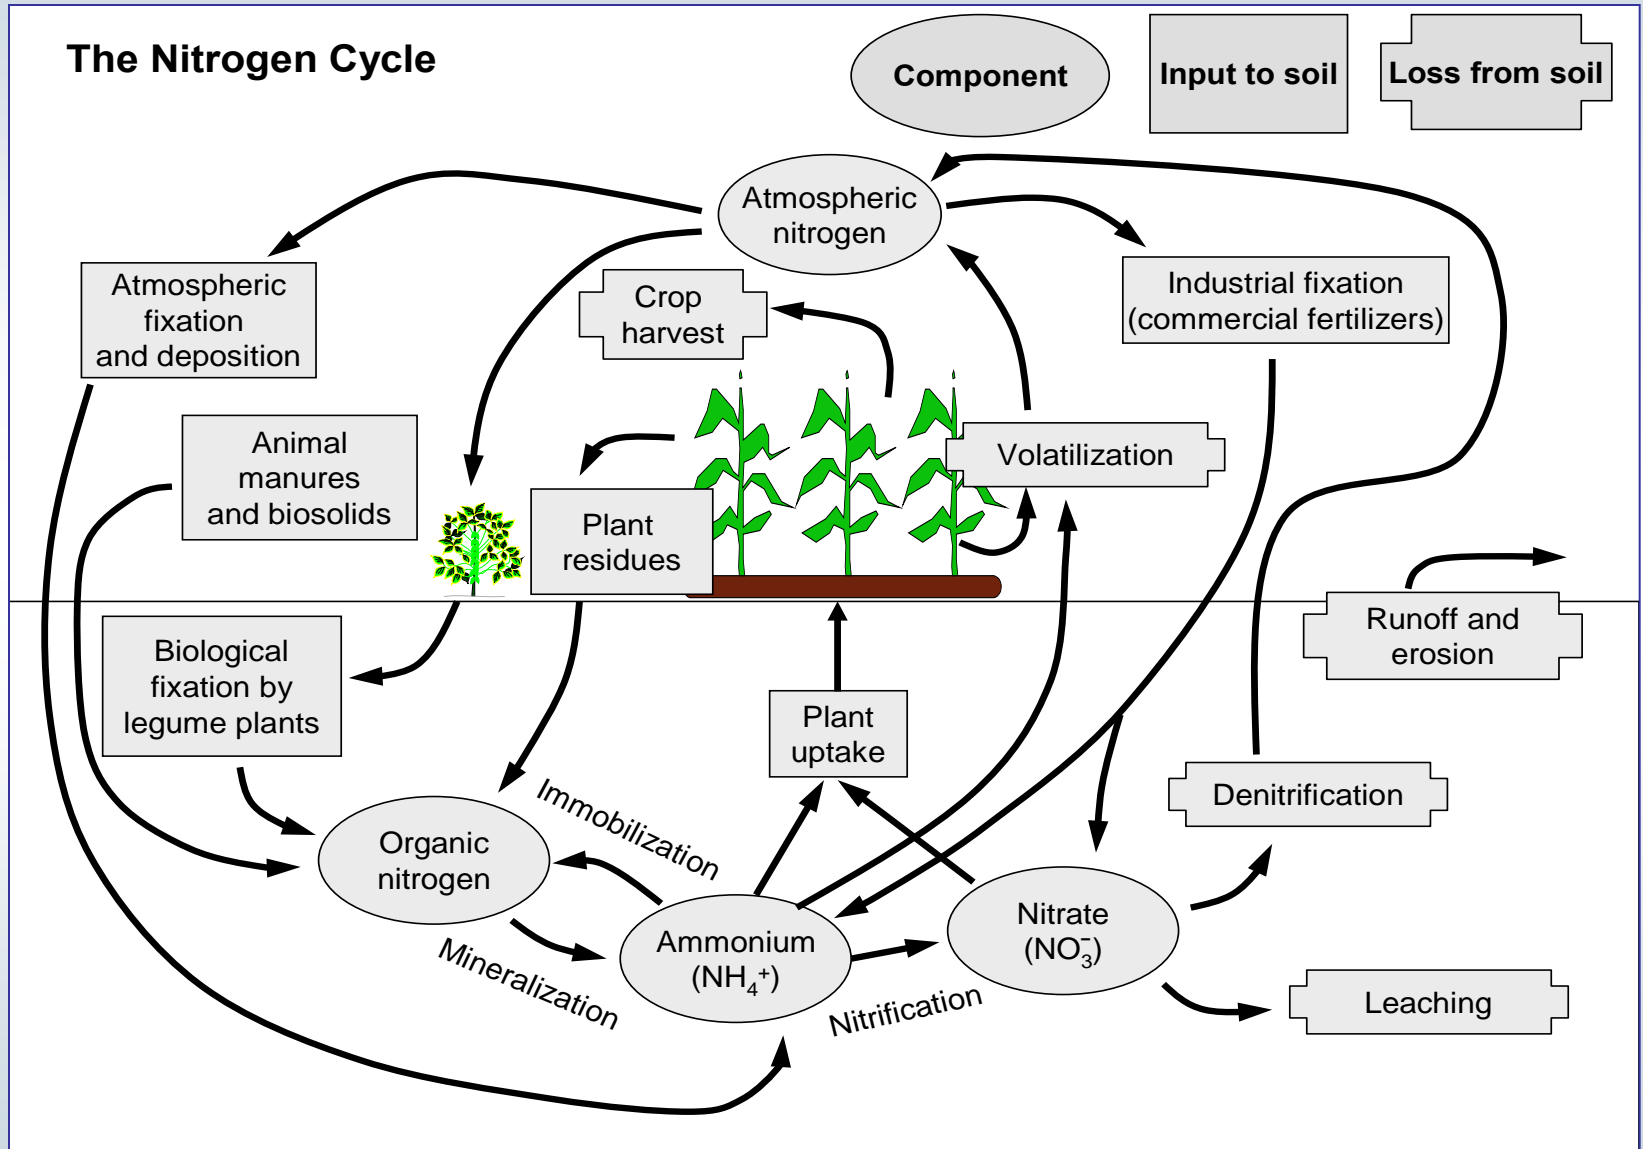 The Nitrogen Cycle
Component
Input to soil
Loss from soil
Atmospheric
nitrogen
Atmospheric
fixation
and deposition
Crop
harvest
Industrial fixation
(commercial fertilizers)
Animal
manures
and biosolids
Volatilization
Plant
residues
Runoff and
erosion
Biological
fixation by
legume plants
Plant
uptake
Denitrification
Immobilization
Organic
nitrogen
Ammonium
(NH₄⁺)
Nitrate
(NO₃⁻)
Mineralization
Nitrification
Leaching